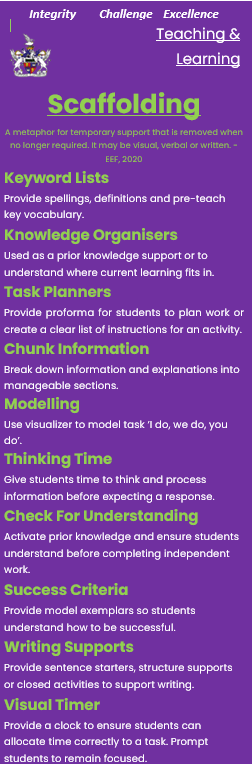 Integrity Challenge Excellence
Teaching &
Learning
Scaffolding
A metaphor for temporary support that is removed when
no longer required. It may be visual, verbal or written. -
EEF, 2020
Keyword Lists
Provide spellings, definitions and pre-teach
key vocabulary.
Knowledge Organisers
Used as a prior knowledge support or to
understand where current learning fits in.
Task Planners
Provide proforma for students to plan work or
create a clear list of instructions for an activity.
Chunk Information
Break down information and explanations into
manageable sections.
Modelling
Use visualizer to model task ‘I do, we do, you
do’.
Thinking Time
Give students time to think and process
information before expecting a response.
Check For Understanding
Activate prior knowledge and ensure students
understand before completing independent
work.
Success Criteria
Provide model exemplars so students
understand how to be successful.
Writing Supports
Provide sentence starters, structure supports
or closed activities to support writing.
Visual Timer
Provide a clock to ensure students can
allocate time correctly to a task. Prompt
students to remain focused.